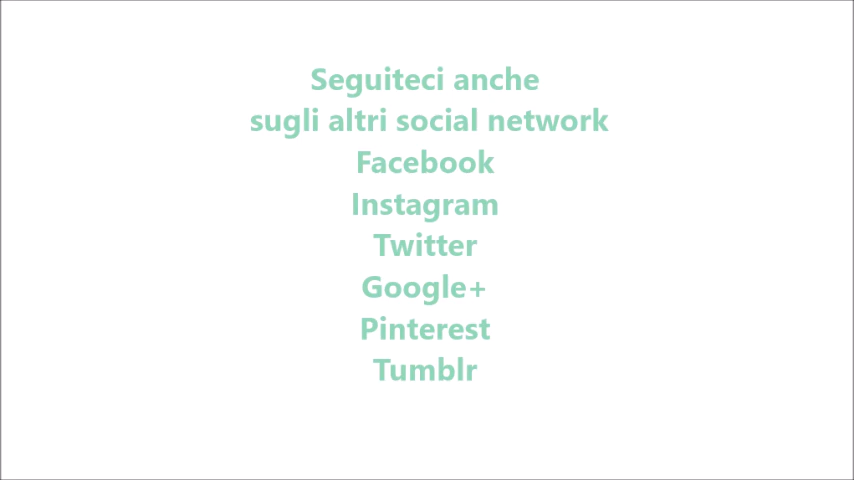 Seguiteci anche
sugli altri social network
Facebook
Instagram
Twitter
Google+
Pinterest
Tumblr